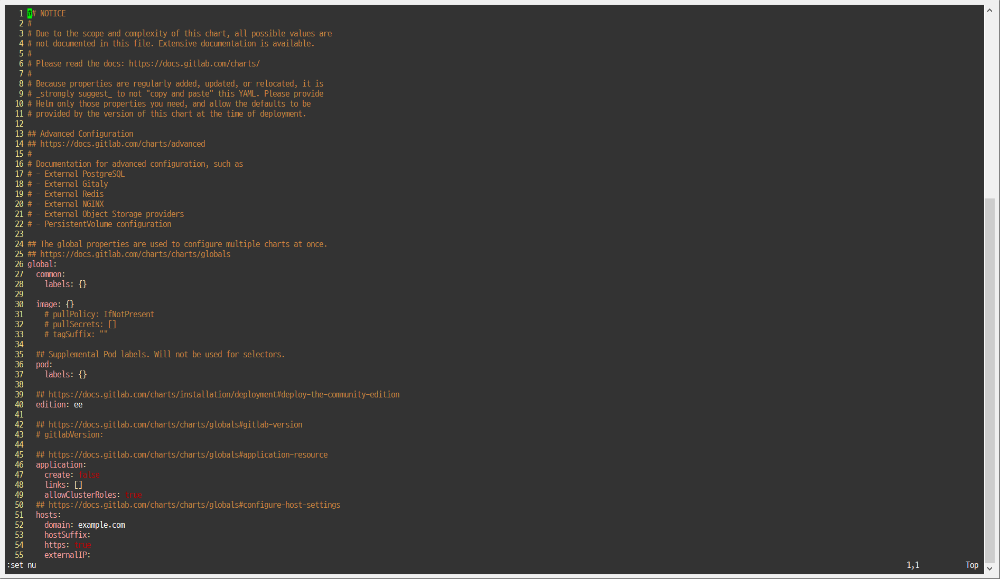 1 ## NOTICE
2 #
3 # Due to the scope and complexity of this chart, all possible values are
4 # not documented in this file. Extensive documentation is available.
5 #
6 # Please read the docs: https://docs.gitlab.com/charts/
7 #
8 # Because properties are regularly added, updated, or relocated, it is
9 # _strongly suggest_ to not "copy and paste" this YAML. Please provide
10 # Helm only those properties you need, and allow the defaults to be
11 # provided by the version of this chart at the time of deployment.
12
13 ## Advanced Configuration
14 ## https://docs.gitlab.com/charts/advanced
15 #
16 # Documentation for advanced configuration, such as
17 # - External PostgreSQL
18 # - External Gitaly
19 # - External Redis
20 # - External NGINX
21 # - External Object Storage providers
22 # - PersistentVolume configuration
23
24 ## The global properties are used to configure multiple charts at once.
25 ## https://docs.gitlab.com/charts/charts/globals
26 global:
27   common:
28     labels: {}
29
30   image: {}
31     # pullPolicy: IfNotPresent
32     # pullSecrets: []
33     # tagSuffix: ""
34
35   ## Supplemental Pod labels. Will not be used for selectors.
36   pod:
37     labels: {}
38
39   ## https://docs.gitlab.com/charts/installation/deployment#deploy-the-community-edition
40   edition: ee
41
42   ## https://docs.gitlab.com/charts/charts/globals#gitlab-version
43   # gitlabVersion:
44
45   ## https://docs.gitlab.com/charts/charts/globals#application-resource
46   application:
47     create: false
48     links: []
49     allowClusterRoles: true
50   ## https://docs.gitlab.com/charts/charts/globals#configure-host-settings
51   hosts:
52     domain: example.com
53     hostSuffix:
54     https: true
55     externalIP:
:set nu 1,1 Top